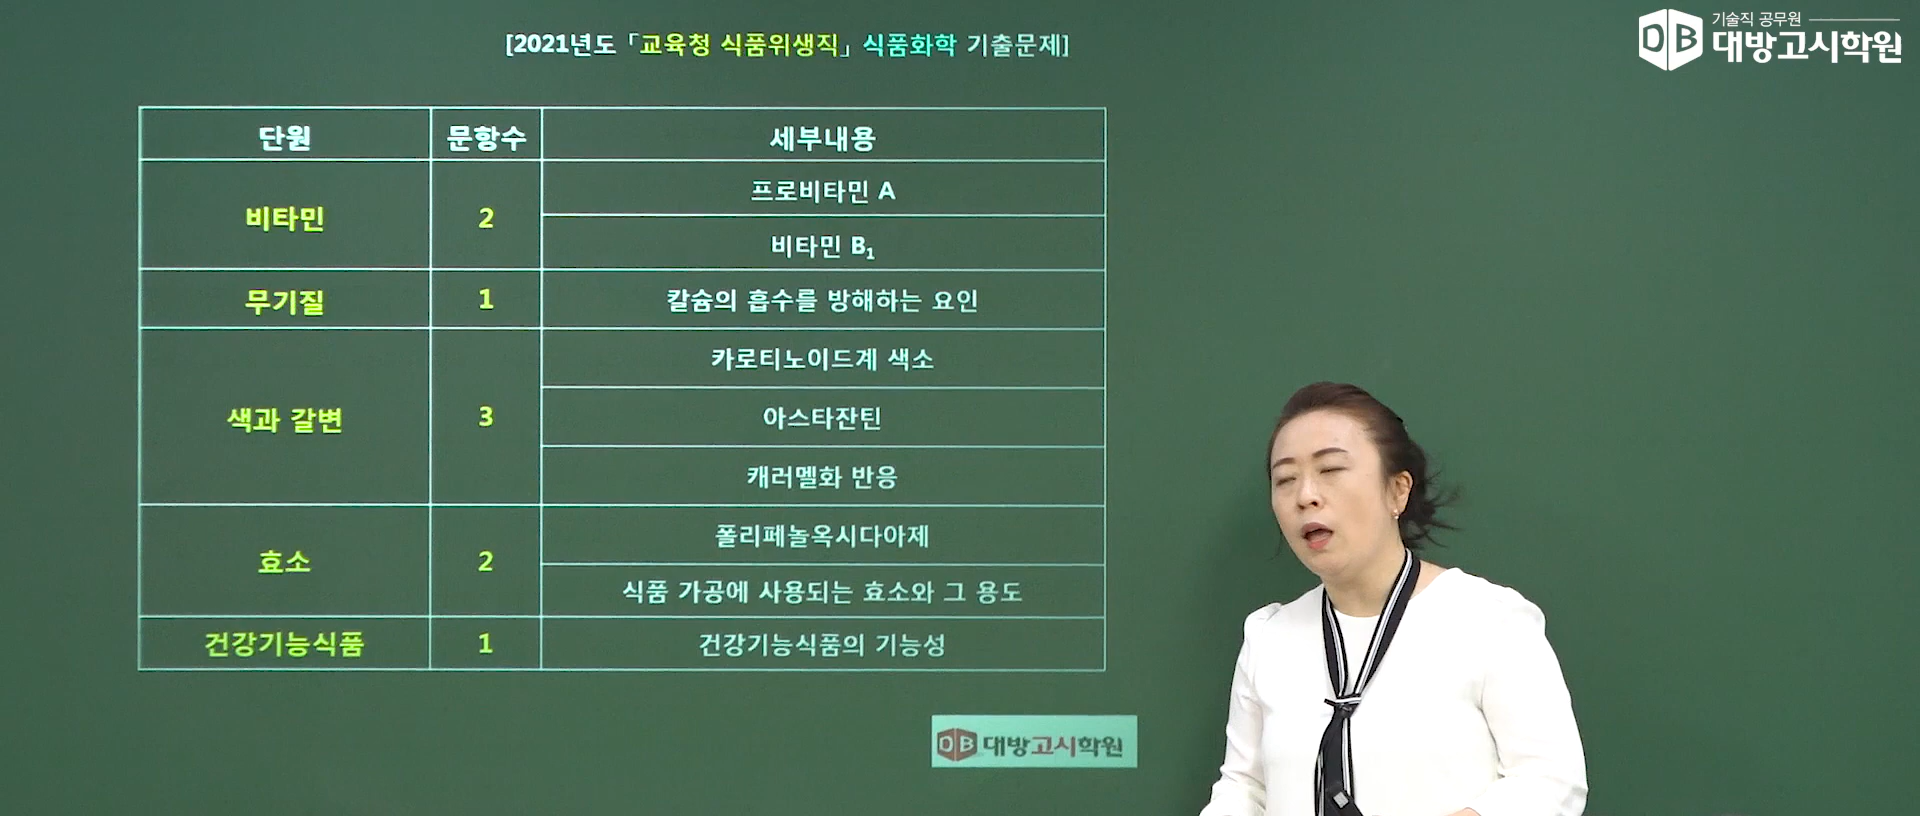 [2021년도 「교육청 식품위생직」 식품화학 기출문제]
기술직 공무원
DB 대방고시학원
단원 문항수 세부내용
비타민 2 프로비타민 A
비타민 B₁
무기질 1 칼슘의 흡수를 방해하는 요인
색과 갈변 3 카로티노이드계 색소
아스타잔틴
캐러멜화 반응
효소 2 폴리페놀옥시다아제
식품 가공에 사용되는 효소와 그 용도
건강기능식품 1 건강기능식품의 기능성
DB 대방고시학원